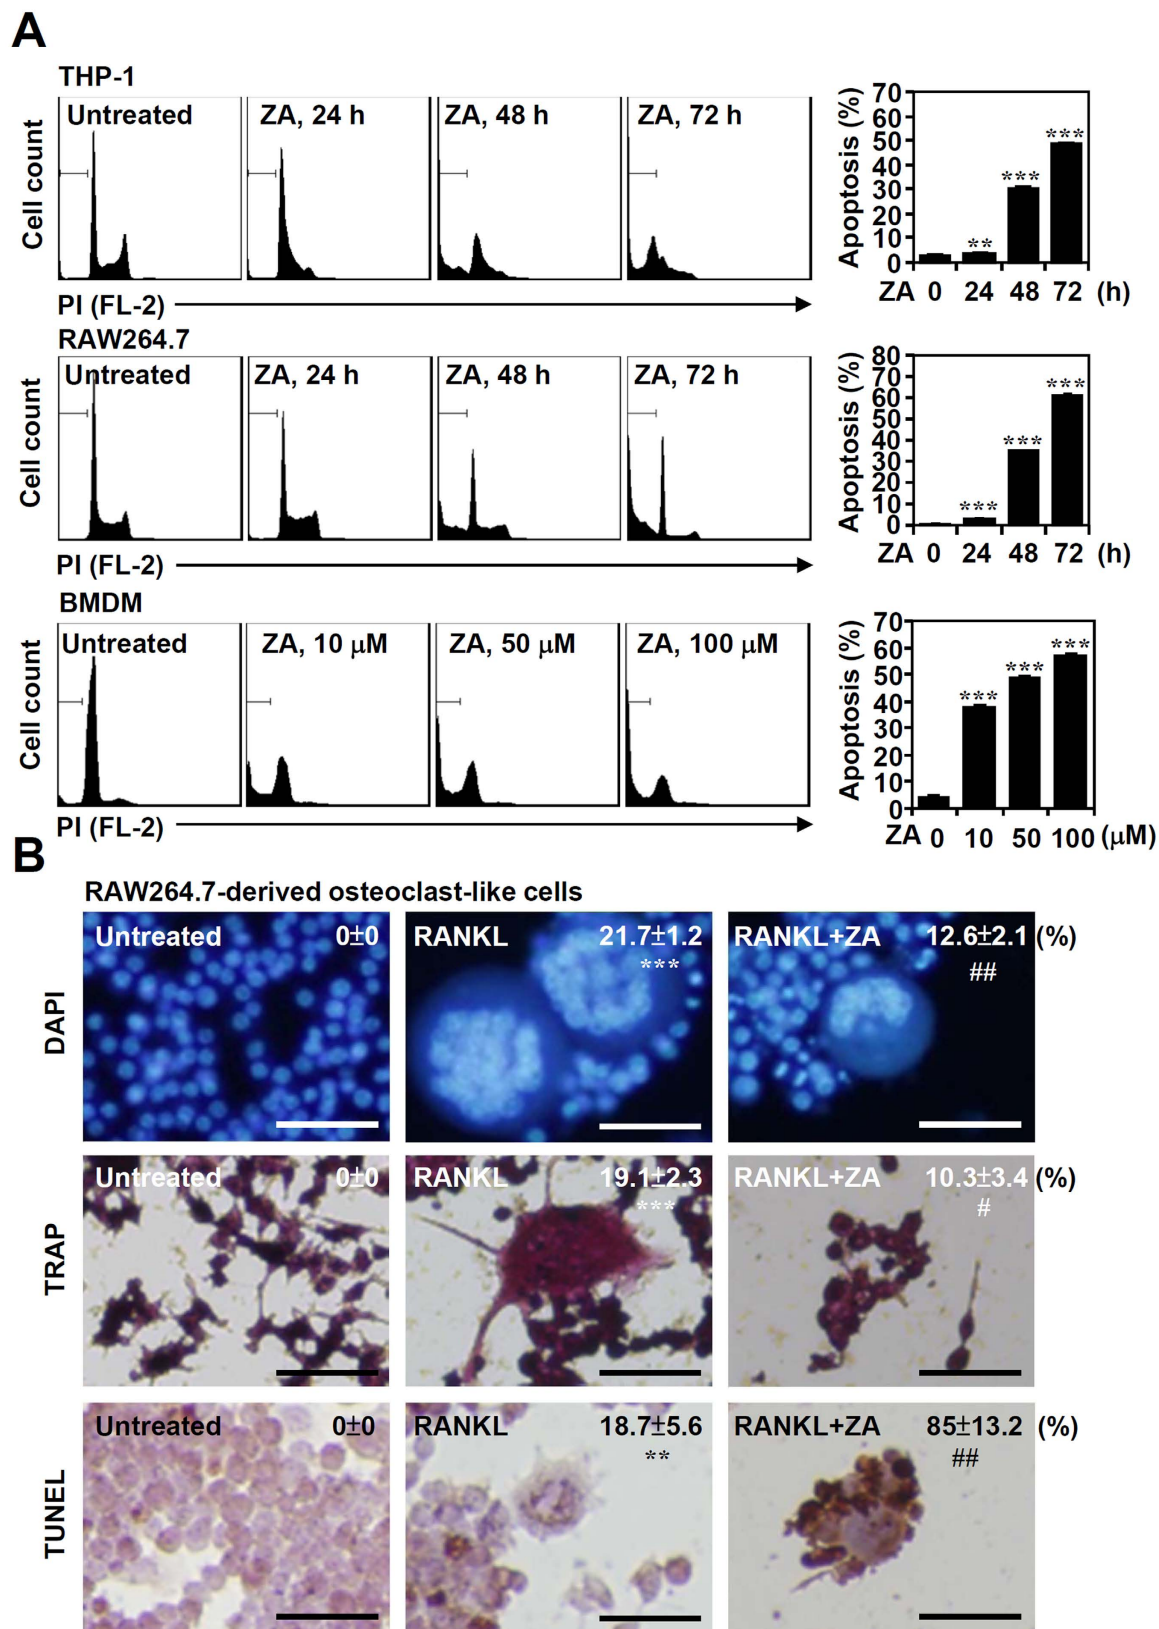 A
THP-1
Untreated
ZA, 24 h
ZA, 48 h
ZA, 72 h
Cell count
PI (FL-2)
Apoptosis (%)
70
60
50
40
30
20
10
0
**
***
***
ZA 0 24 48 72 (h)
RAW264.7
Untreated
ZA, 24 h
ZA, 48 h
ZA, 72 h
Cell count
PI (FL-2)
Apoptosis (%)
80
70
60
50
40
30
20
10
0
***
***
***
ZA 0 24 48 72 (h)
BMDM
Untreated
ZA, 10 μM
ZA, 50 μM
ZA, 100 μM
Cell count
PI (FL-2)
Apoptosis (%)
70
60
50
40
30
20
10
0
***
***
***
ZA 0 10 50 100 (μM)
B
RAW264.7-derived osteoclast-like cells
DAPI
Untreated 0±0
RANKL 21.7±1.2
***
RANKL+ZA 12.6±2.1 (%)
##
TRAP
Untreated 0±0
RANKL 19.1±2.3
***
RANKL+ZA 10.3±3.4 (%)
#
TUNEL
Untreated 0±0
RANKL 18.7±5.6
**
RANKL+ZA 85±13.2 (%)
##